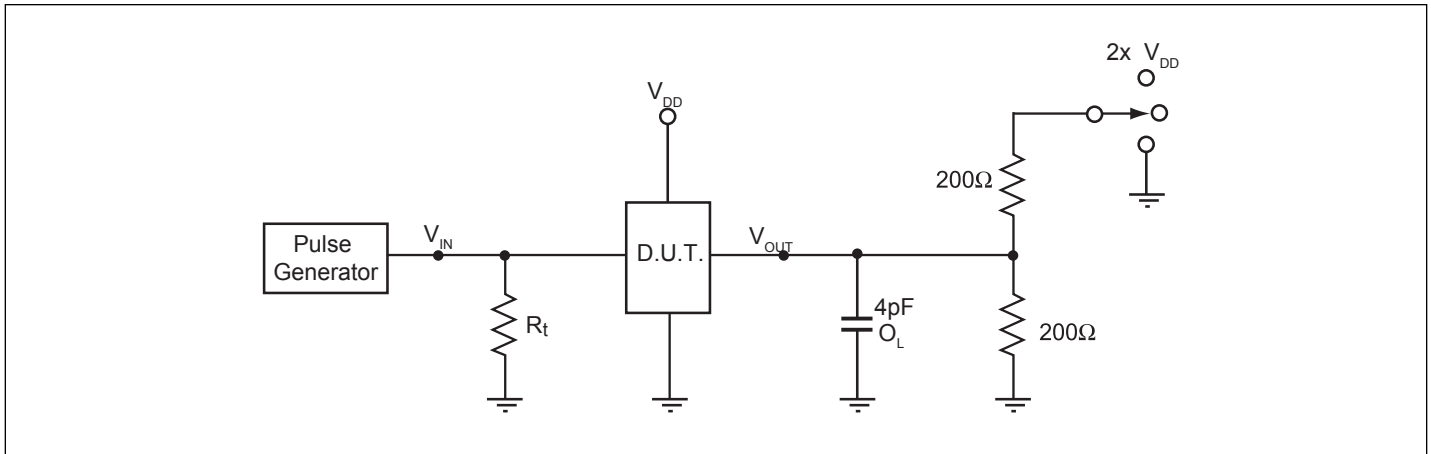 2x V_DD
V_DD
200Ω
Pulse
Generator
V_IN
D.U.T.
V_OUT
4pF
O_L
R_t
200Ω